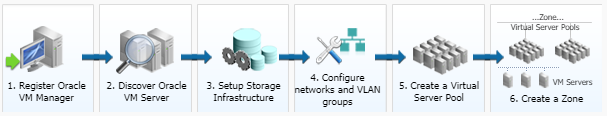 1. Register Oracle
VM Manager
2. Discover Oracle
VM Server
3. Setup Storage
Infrastructure
4. Configure
networks and VLAN
groups
5. Create a Virtual
Server Pool
...Zone...
Virtual Server Pools
VM Servers
6. Create a Zone